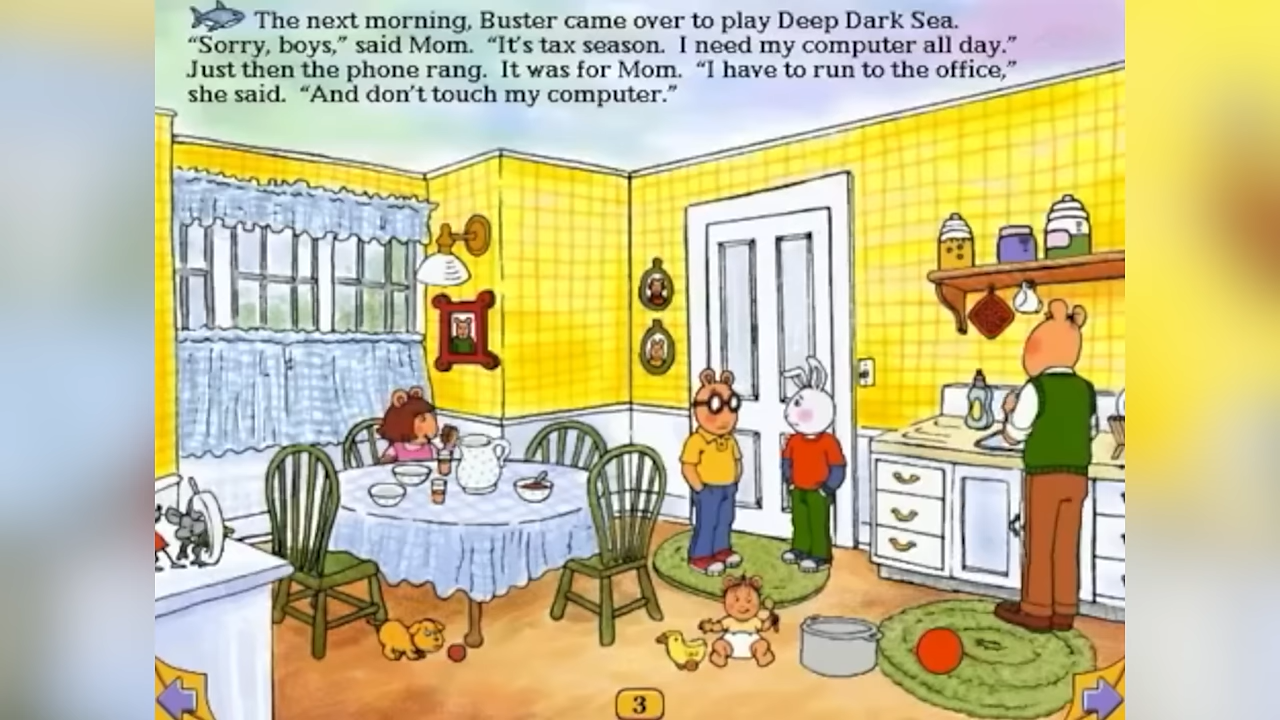 The next morning, Buster came over to play Deep Dark Sea.
“Sorry, boys,” said Mom. “It’s tax season. I need my computer all day.”
Just then the phone rang. It was for Mom. “I have to run to the office,”
she said. “And don’t touch my computer.”
3